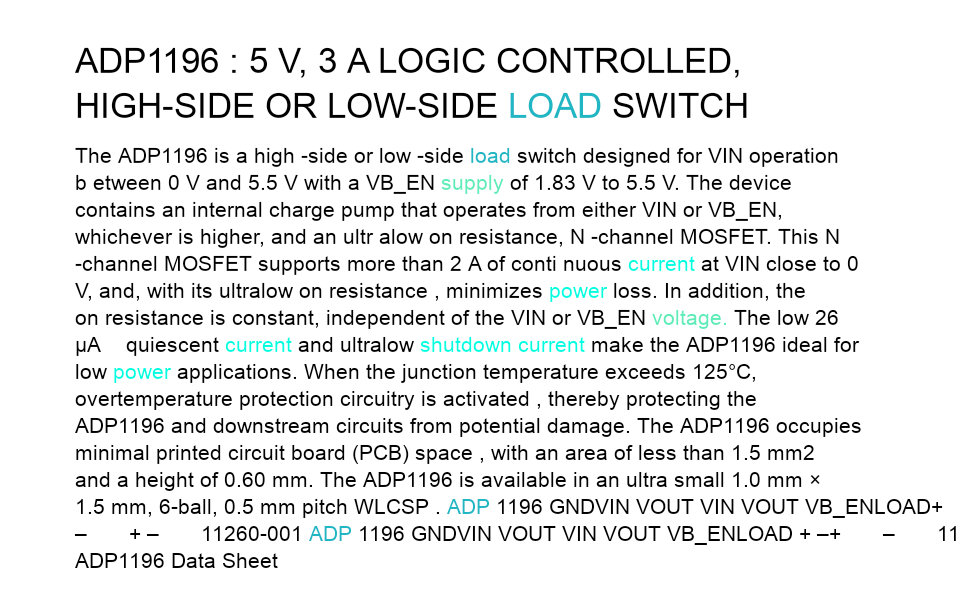 ADP1196 : 5 V, 3 A LOGIC CONTROLLED,
HIGH-SIDE OR LOW-SIDE LOAD SWITCH
The ADP1196 is a high -side or low -side load switch designed for VIN operation
b etween 0 V and 5.5 V with a VB_EN supply of 1.83 V to 5.5 V. The device
contains an internal charge pump that operates from either VIN or VB_EN,
whichever is higher, and an ultr alow on resistance, N -channel MOSFET. This N
-channel MOSFET supports more than 2 A of conti nuous current at VIN close to 0
V, and, with its ultralow on resistance , minimizes power loss. In addition, the
on resistance is constant, independent of the VIN or VB_EN voltage. The low 26
μA quiescent current and ultralow shutdown current make the ADP1196 ideal for
low power applications. When the junction temperature exceeds 125°C,
overtemperature protection circuitry is activated , thereby protecting the
ADP1196 and downstream circuits from potential damage. The ADP1196 occupies
minimal printed circuit board (PCB) space , with an area of less than 1.5 mm2
and a height of 0.60 mm. The ADP1196 is available in an ultra small 1.0 mm ×
1.5 mm, 6-ball, 0.5 mm pitch WLCSP . ADP 1196 GNDVIN VOUT VIN VOUT VB_ENLOAD+
– + – 11260-001 ADP 1196 GNDVIN VOUT VIN VOUT VB_ENLOAD + –+ – 11
ADP1196 Data Sheet